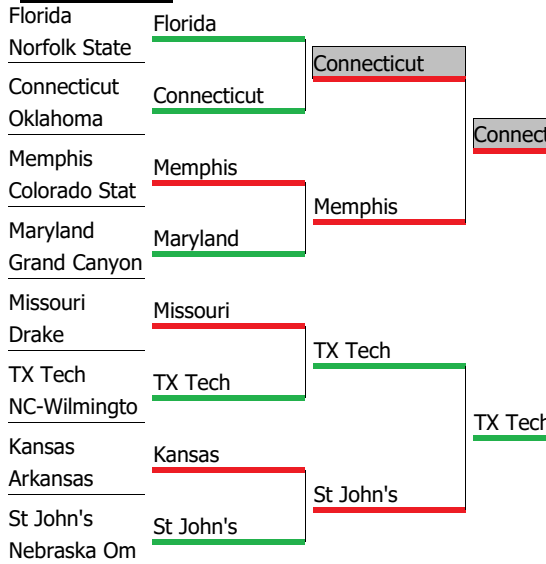 Florida
Norfolk State
Connecticut
Oklahoma
Memphis
Colorado Stat
Maryland
Grand Canyon
Missouri
Drake
TX Tech
NC-Wilmingto
Kansas
Arkansas
St John's
Nebraska Om
Florida
Connecticut
Memphis
Maryland
Missouri
TX Tech
Kansas
St John's
Connecticut
Memphis
TX Tech
St John's
Connect
TX Tech